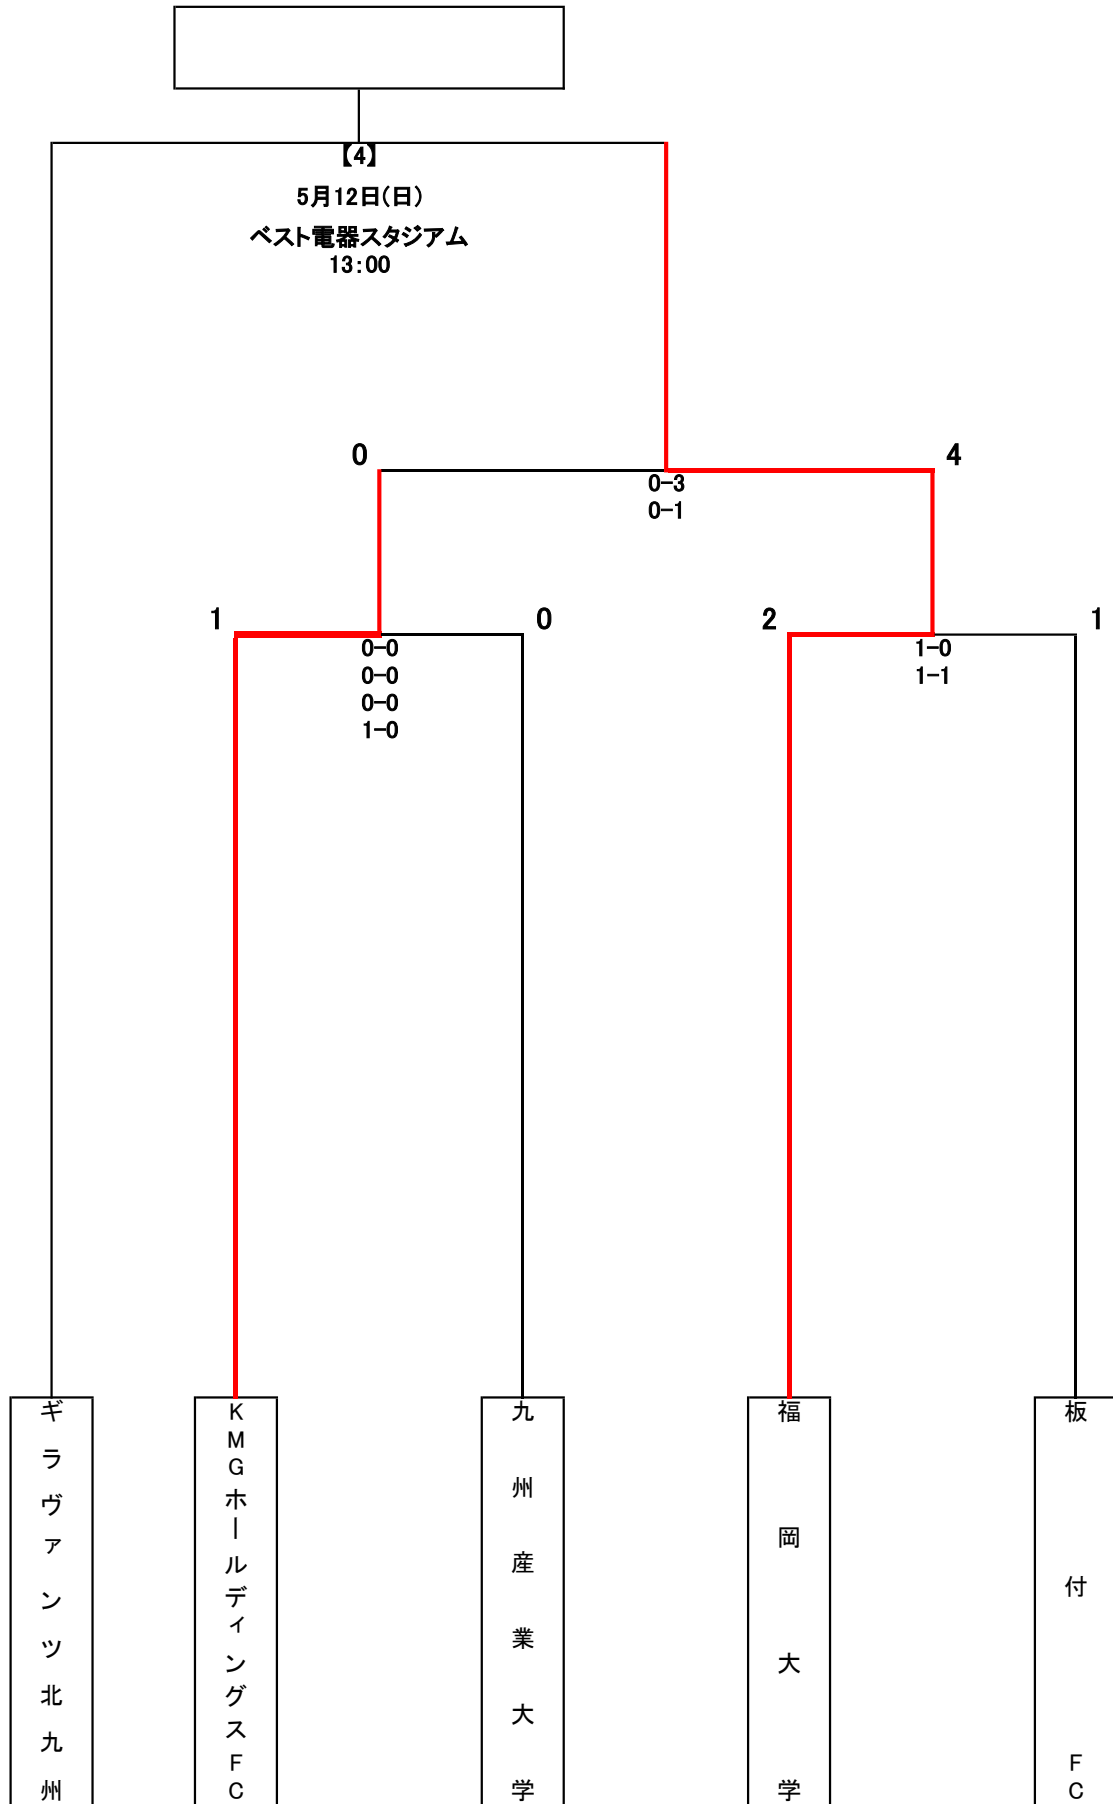 【4】
5月12日(日)
ベスト電器スタジアム
13:00
0
4
0-3
0-1
1
0
2
1
0-0
0-0
0-0
1-0
1-0
1-1
ギラヴァンツ北九州
KMGホールディングスFC
九州産業大学
福岡大学
板付FC